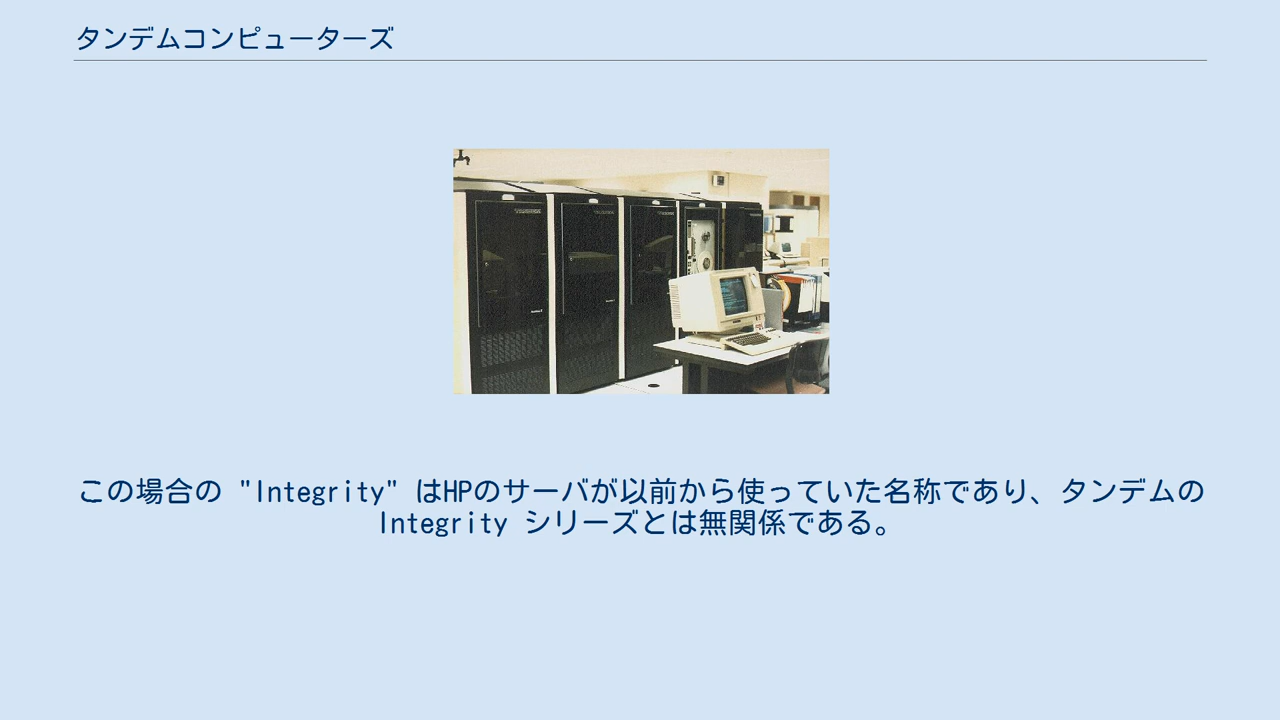 タンデムコンピューターズ
TANDEM
この場合の "Integrity" はHPのサーバが以前から使っていた名称であり、タンデムの
Integrity シリーズとは無関係である。